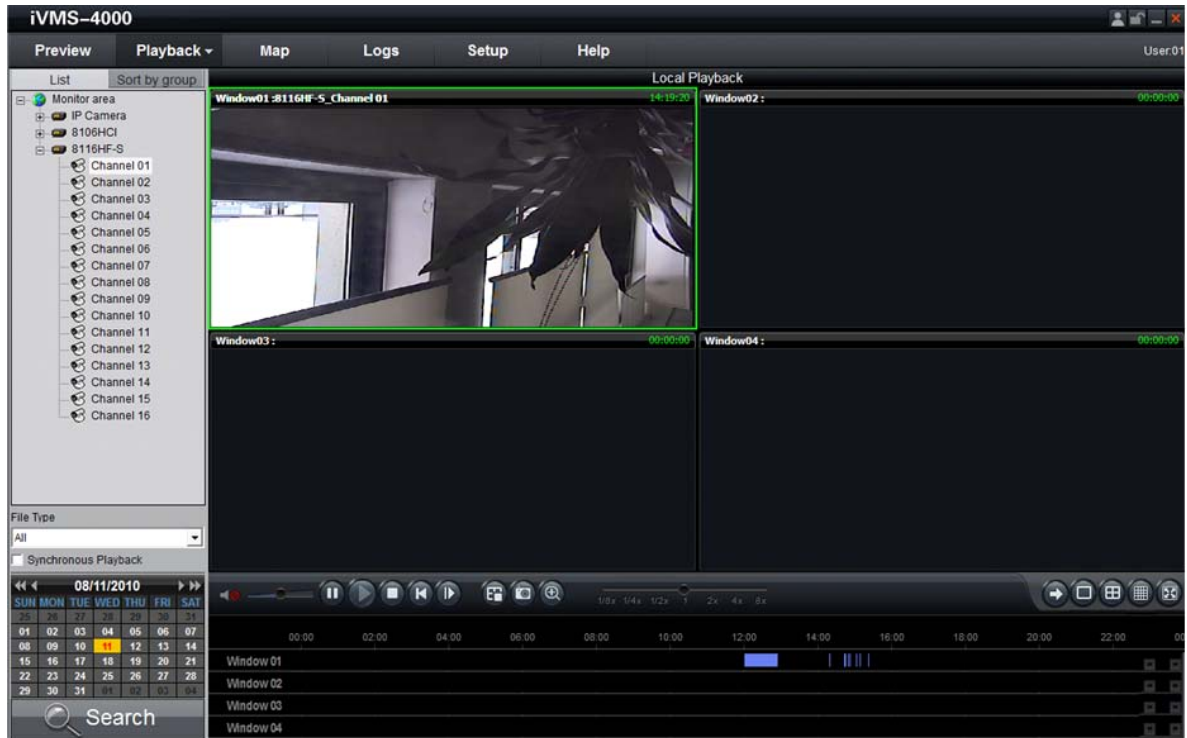 iVMS-4000
Preview Playback Map Logs Setup Help User:01
List Sort by group
Local Playback
Monitor area
IP Camera
8106HCI
8116HF-S
Channel 01
Channel 02
Channel 03
Channel 04
Channel 05
Channel 06
Channel 07
Channel 08
Channel 09
Channel 10
Channel 11
Channel 12
Channel 13
Channel 14
Channel 15
Channel 16
Window01 :8116HF-S_Channel 01 14:19:20
Window02 : 00:00:00
Window03 : 00:00:00
Window04 : 00:00:00
File Type
All
Synchronous Playback
08/11/2010
SUN MON TUE WED THU FRI SAT
25 26 27 28 29 30 31
01 02 03 04 05 06 07
08 09 10 11 12 13 14
15 16 17 18 19 20 21
22 23 24 25 26 27 28
29 30 31 01 02 03 04
Search
1/8x 1/4x 1/2x 1 2x 4x 8x
00:00 02:00 04:00 06:00 08:00 10:00 12:00 14:00 16:00 18:00 20:00 22:00 00
Window 01
Window 02
Window 03
Window 04